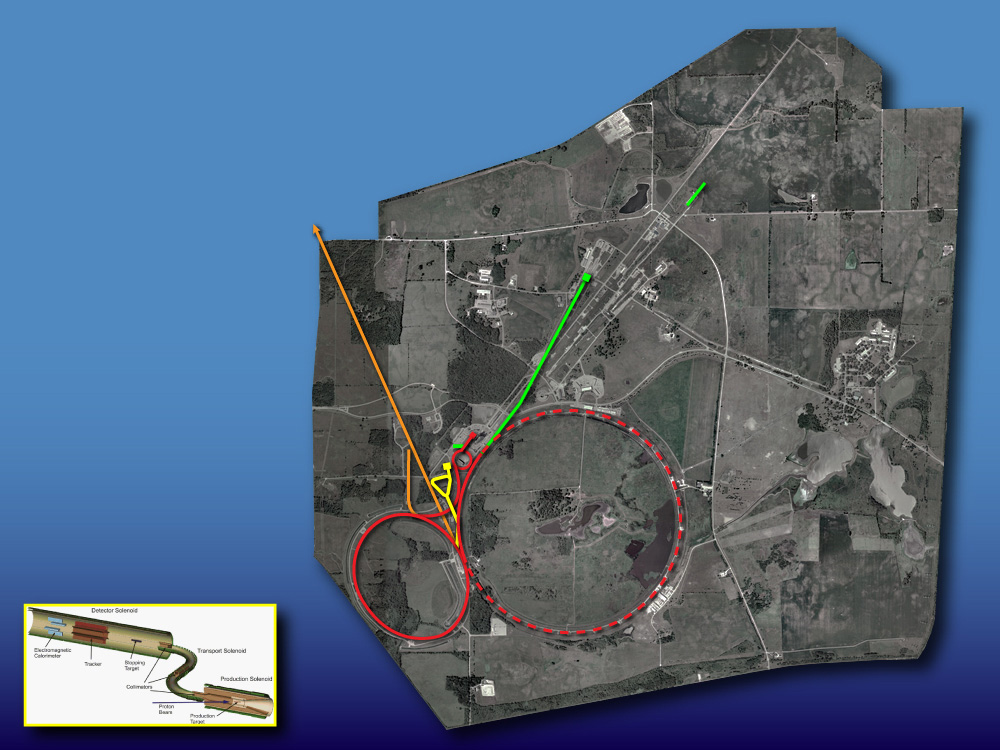 Detector Solenoid
Electromagnetic
Calorimeter
Tracker
Stopping
Target
Transport Solenoid
Collimators
Production Solenoid
Proton
Beam
Production
Target